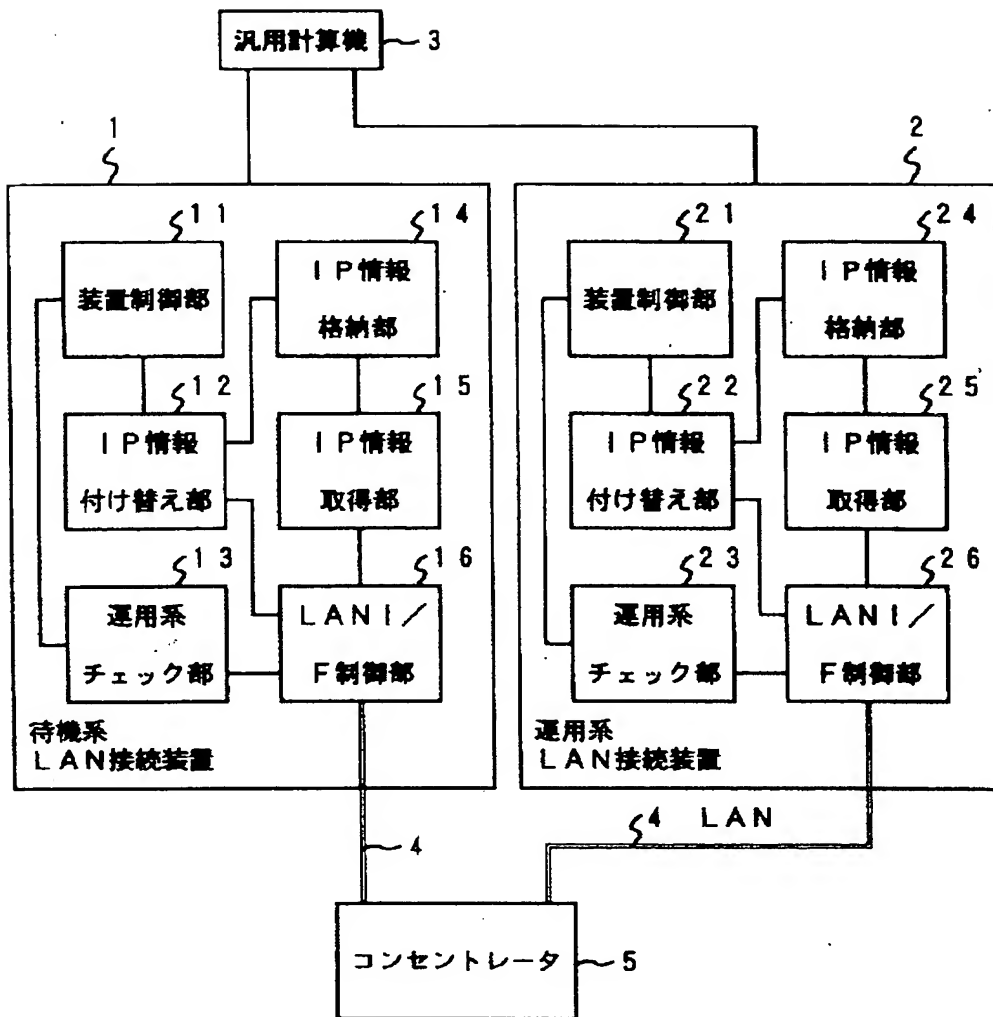 汎用計算機
3
1
2
11
14
装置制御部
IP情報
格納部
12
15
IP情報
付け替え部
IP情報
取得部
13
16
運用系
チェック部
LANI/
F制御部
待機系
LAN接続装置
21
24
装置制御部
IP情報
格納部
22
25
IP情報
付け替え部
IP情報
取得部
23
26
運用系
チェック部
LANI/
F制御部
運用系
LAN接続装置
4
4 LAN
コンセントレータ
5